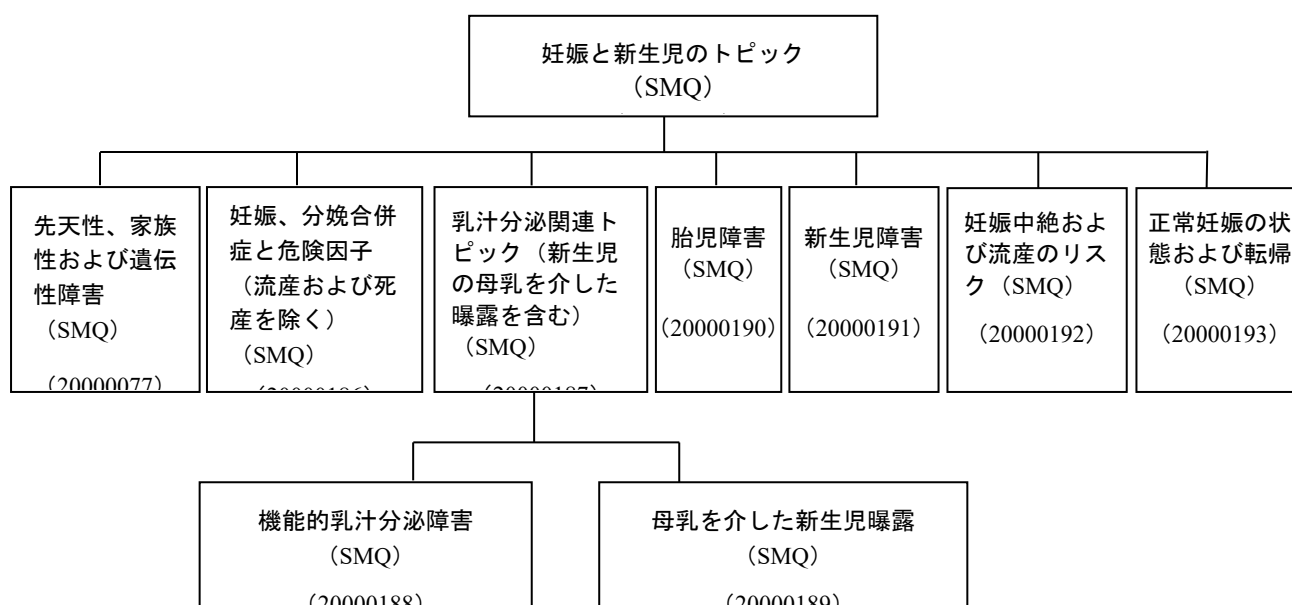 妊娠と新生児のトピック
（SMQ）
先天性、家族
性および遺伝
性障害
（SMQ）
（20000077）
妊娠、分娩合併
症と危険因子
（流産および死
産を除く）
（SMQ）
（20000186）
乳汁分泌関連ト
ピック（新生児
の母乳を介した
曝露を含む）
（SMQ）
（20000187）
胎児障害
（SMQ）
（20000190）
新生児障害
（SMQ）
（20000191）
妊娠中絶およ
び流産のリス
ク（SMQ）
（20000192）
正常妊娠の状
態および転帰
（SMQ）
（20000193）
機能的乳汁分泌障害
（SMQ）
（20000188）
母乳を介した新生児曝露
（SMQ）
（20000189）